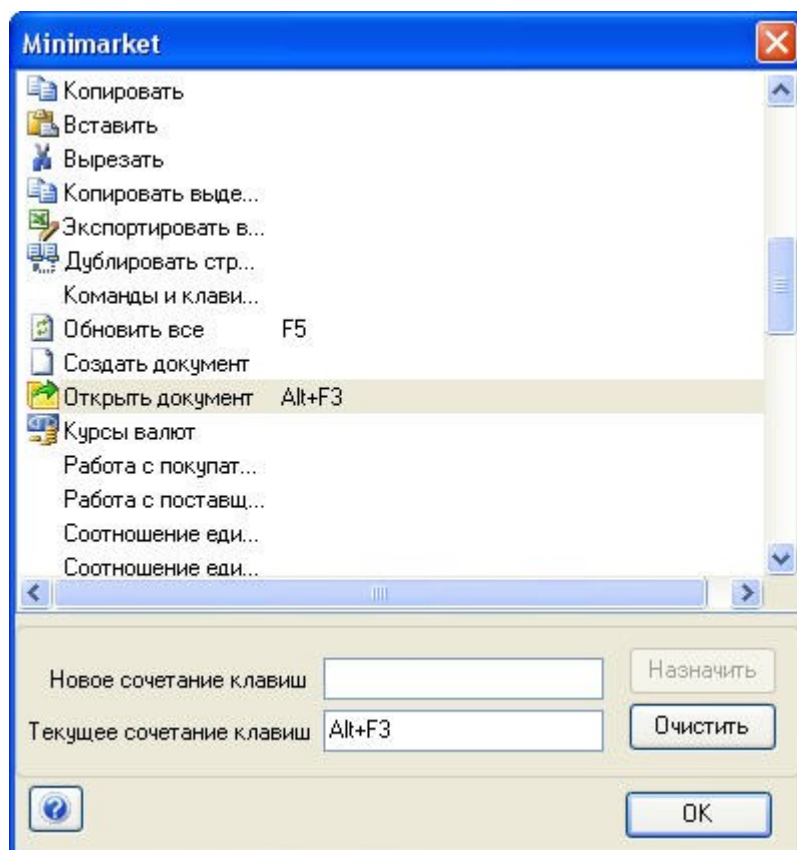 Minimarket
Копировать
Вставить
Вырезать
Копировать выде...
Экспортировать в...
Дублировать стр...
Команды и клави...
Обновить все F5
Создать документ
Открыть документ Alt+F3
Курсы валют
Работа с покупат...
Работа с поставщ...
Соотношение еди...
Соотношение еди...
Новое сочетание клавиш Назначить
Текущее сочетание клавиш Alt+F3 Очистить
OK